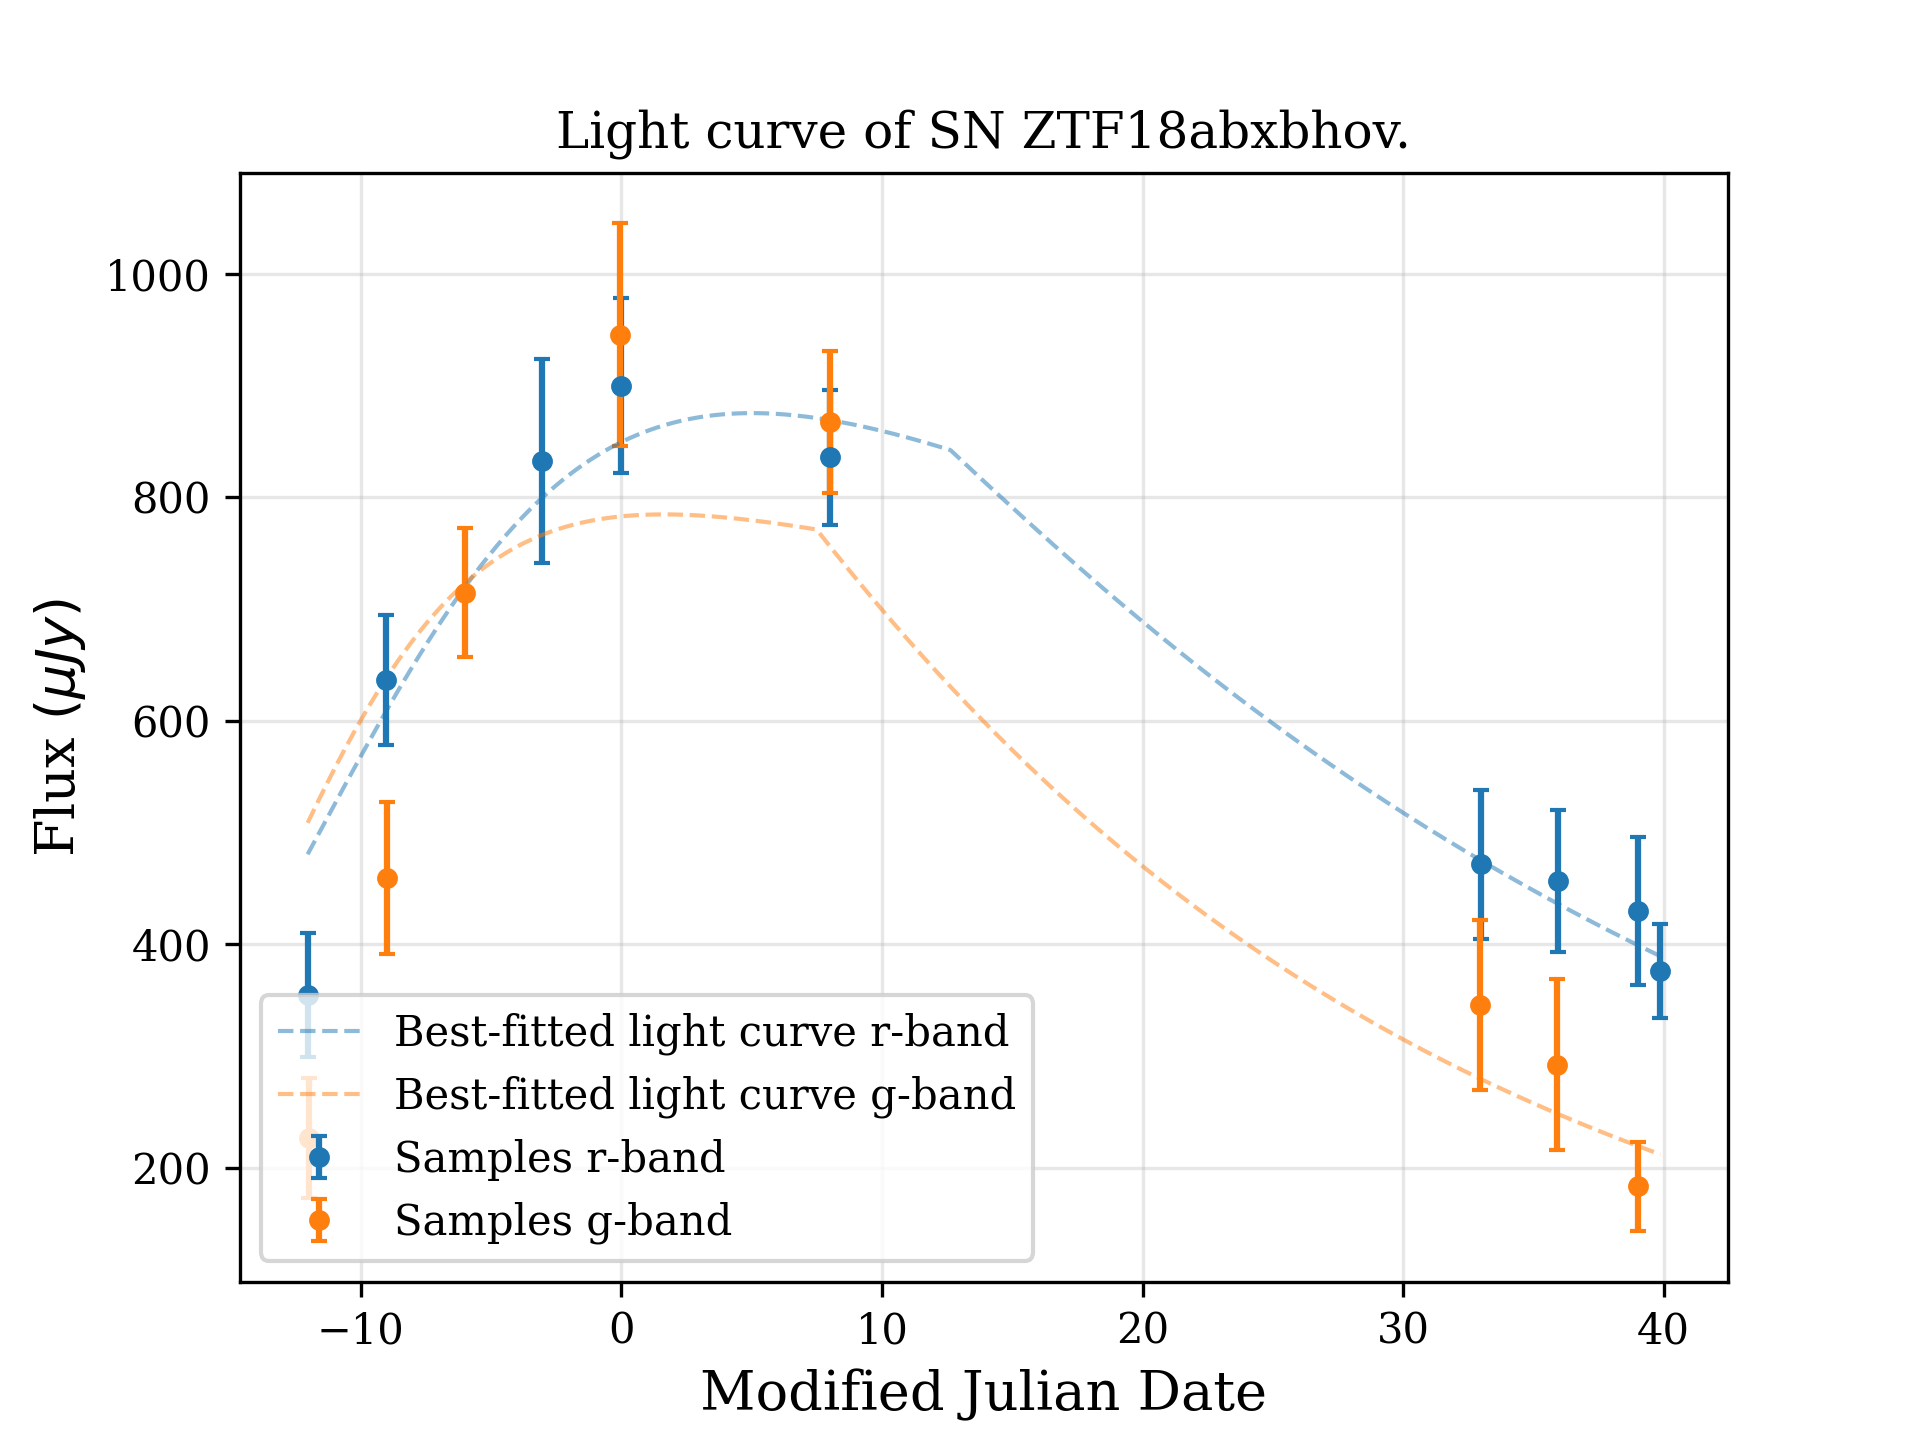 Light curve of SN ZTF18abxbhov.
Flux (μJy)
1000
800
600
400
200
Best-fitted light curve r-band
Best-fitted light curve g-band
Samples r-band
Samples g-band
−10 0 10 20 30 40
Modified Julian Date